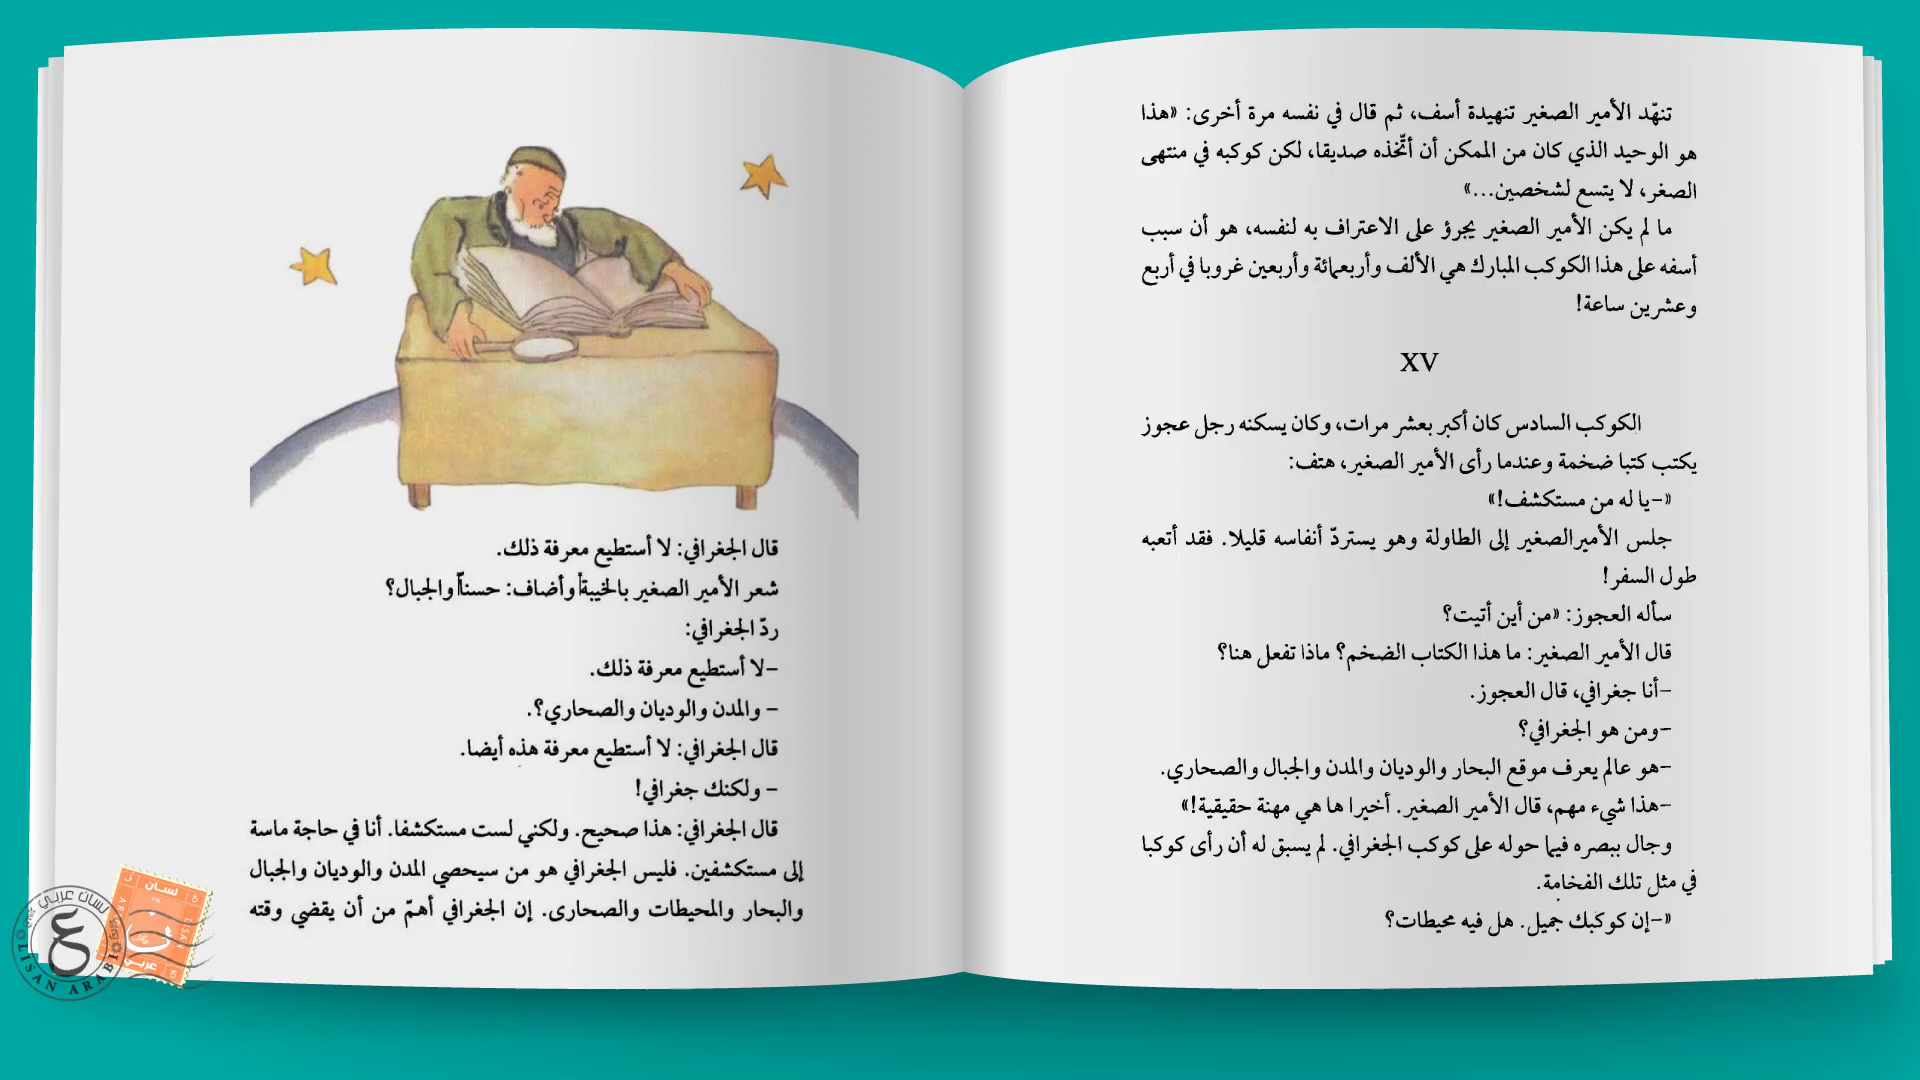 تنهّد الأمير الصغير تنهيدة أسف، ثم قال في نفسه مرة أخرى: «هذا
هو الوحيد الذي كان من الممكن أن أتّخذه صديقا، لكن كوكبه في منتهى
الصغر، لا يتسع لشخصين...»
ما لم يكن الأمير الصغير يجرؤ على الاعتراف به لنفسه، هو أن سبب
أسفه على هذا الكوكب المبارك هي الألف وأربعمائة وأربعين غروبا في أربع
وعشرين ساعة!
XV
الكوكب السادس كان أكبر بعشر مرات، وكان يسكنه رجل عجوز
يكتب كتبا ضخمة وعندما رأى الأمير الصغير، هتف:
«-يا له من مستكشف!»
جلس الأميرالصغير إلى الطاولة وهو يستردّ أنفاسه قليلا. فقد أتعبه
طول السفر!
سأله العجوز: «من أين أتيت؟
قال الأمير الصغير: ما هذا الكتاب الضخم؟ ماذا تفعل هنا؟
-أنا جغرافي، قال العجوز.
-ومن هو الجغرافي؟
-هو عالم يعرف موقع البحار والوديان والمدن والجبال والصحاري.
-هذا شيء مهم، قال الأمير الصغير. أخيرا ها هي مهنة حقيقية!»
وجال ببصره فيما حوله على كوكب الجغرافي. لم يسبق له أن رأى كوكبا
في مثل تلك الفخامة.
«-إن كوكبك جميل. هل فيه محيطات؟
قال الجغرافي: لا أستطيع معرفة ذلك.
شعر الأمير الصغير بالخيبة وأضاف: حسناً والجبال؟
ردّ الجغرافي:
-لا أستطيع معرفة ذلك.
- والمدن والوديان والصحاري؟.
قال الجغرافي: لا أستطيع معرفة هذه أيضا.
- ولكنك جغرافي!
قال الجغرافي: هذا صحيح. ولكني لست مستكشفا. أنا في حاجة ماسة
إلى مستكشفين. فليس الجغرافي هو من سيحصي المدن والوديان والجبال
والبحار والمحيطات والصحارى. إن الجغرافي أهمّ من أن يقضي وقته
لسان
عربي
لسان عربي
ع
LISAN ARABI